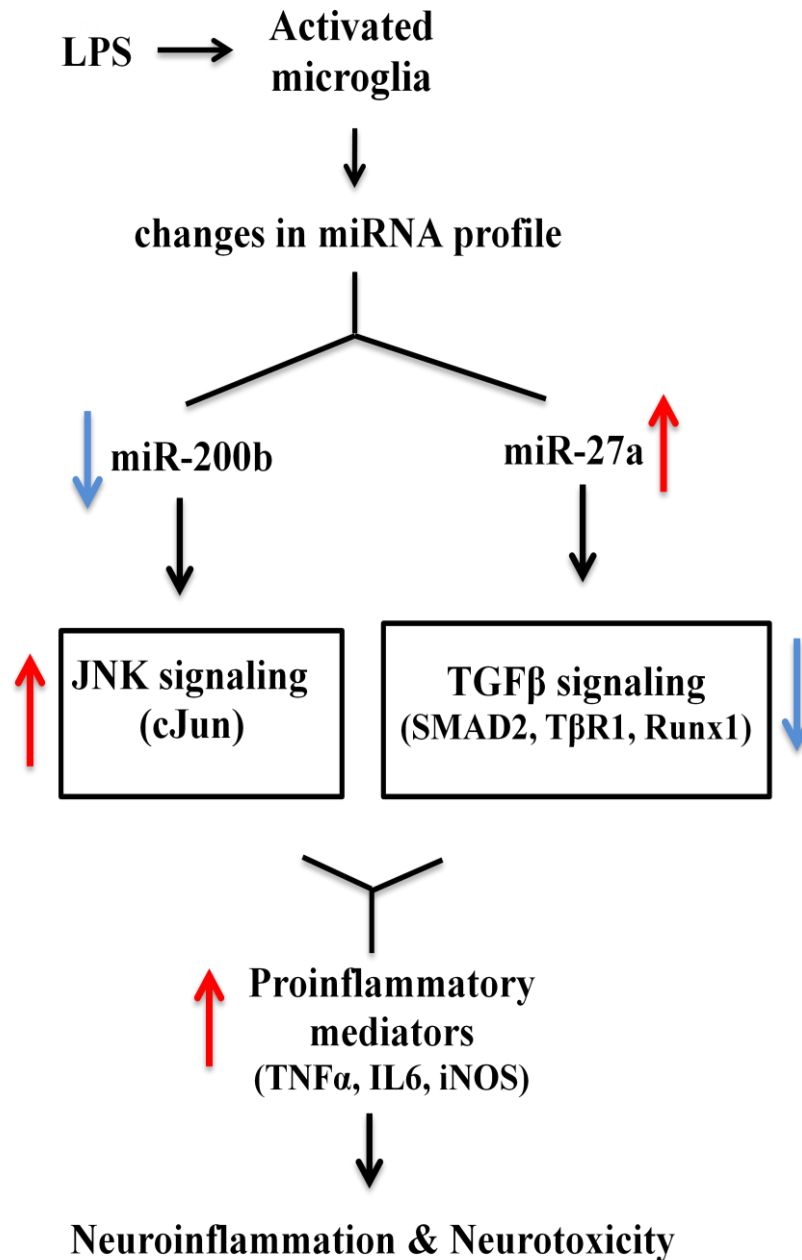 LPS
Activated
microglia
changes in miRNA profile
miR-200b
miR-27a
JNK signaling
(cJun)
TGFβ signaling
(SMAD2, TβR1, Runx1)
Proinflammatory
mediators
(TNFα, IL6, iNOS)
Neuroinflammation & Neurotoxicity